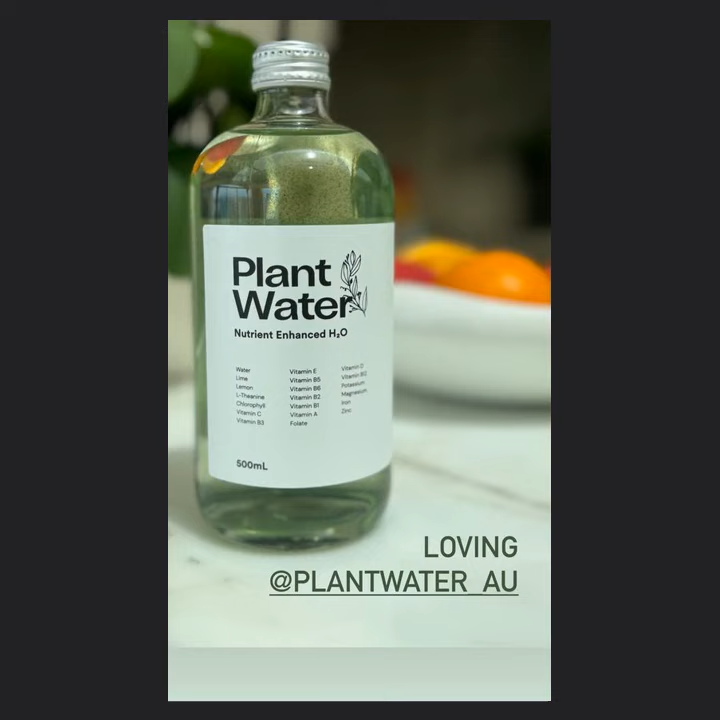 Plant
Water
Nutrient Enhanced H₂O
Water
Lime
Lemon
L-Theanine
Chlorophyll
Vitamin C
Vitamin B3
Vitamin E
Vitamin B5
Vitamin B6
Vitamin B2
Vitamin B1
Vitamin A
Folate
Vitamin D
Vitamin B12
Potassium
Magnesium
Iron
Zinc
500mL
LOVING
@PLANTWATER_AU